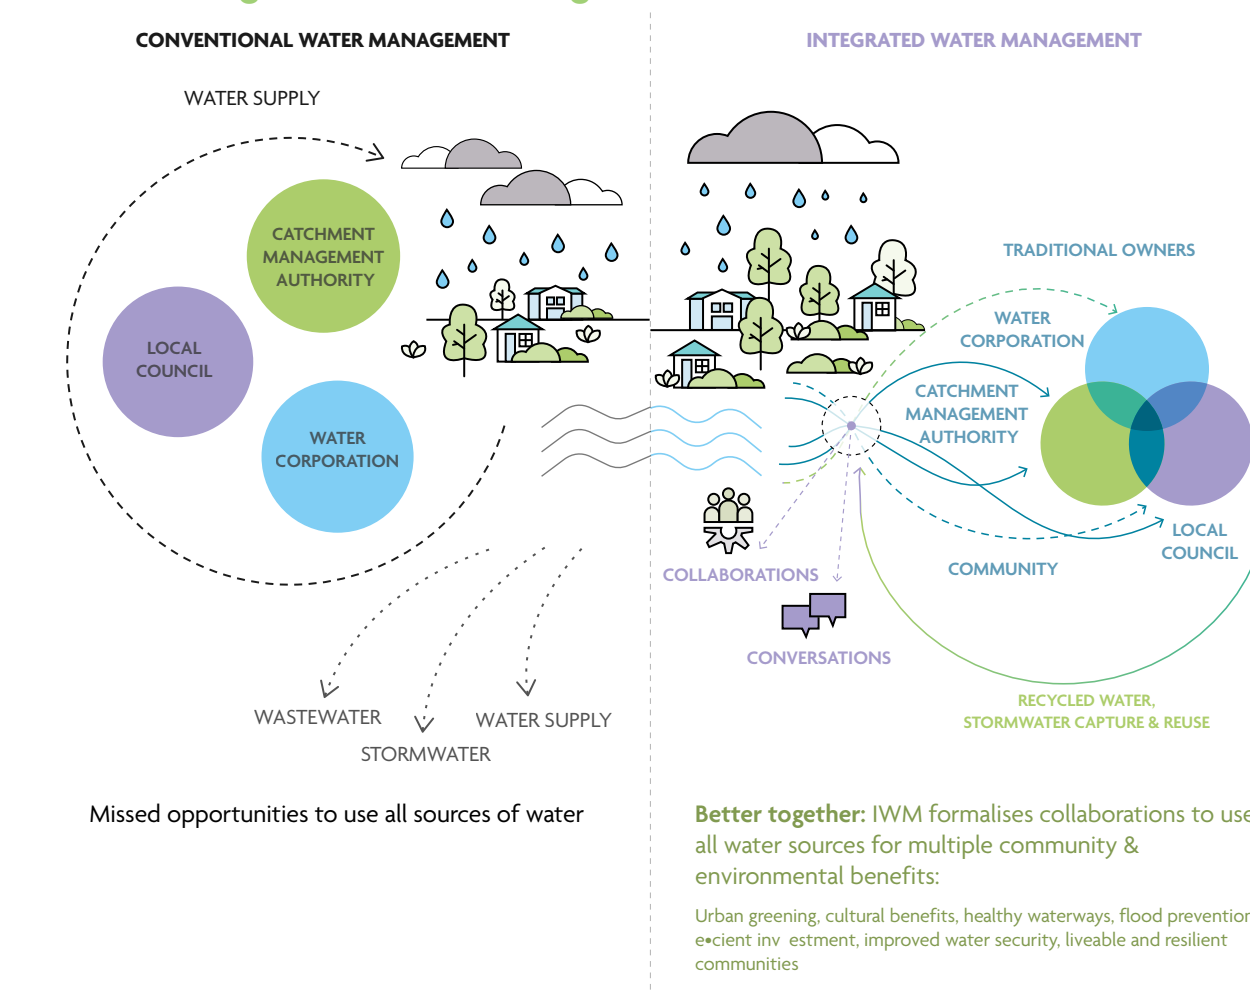 CONVENTIONAL WATER MANAGEMENT
WATER SUPPLY
CATCHMENT
MANAGEMENT
AUTHORITY
LOCAL
COUNCIL
WATER
CORPORATION
WASTEWATER
WATER SUPPLY
STORMWATER
Missed opportunities to use all sources of water
INTEGRATED WATER MANAGEMENT
TRADITIONAL OWNERS
WATER
CORPORATION
CATCHMENT
MANAGEMENT
AUTHORITY
LOCAL
COUNCIL
COMMUNITY
COLLABORATIONS
CONVERSATIONS
RECYCLED WATER,
STORMWATER CAPTURE & REUSE
Better together: IWM formalises collaborations to use
all water sources for multiple community &
environmental benefits:
Urban greening, cultural benefits, healthy waterways, flood prevention
e•cient inv estment, improved water security, liveable and resilient
communities